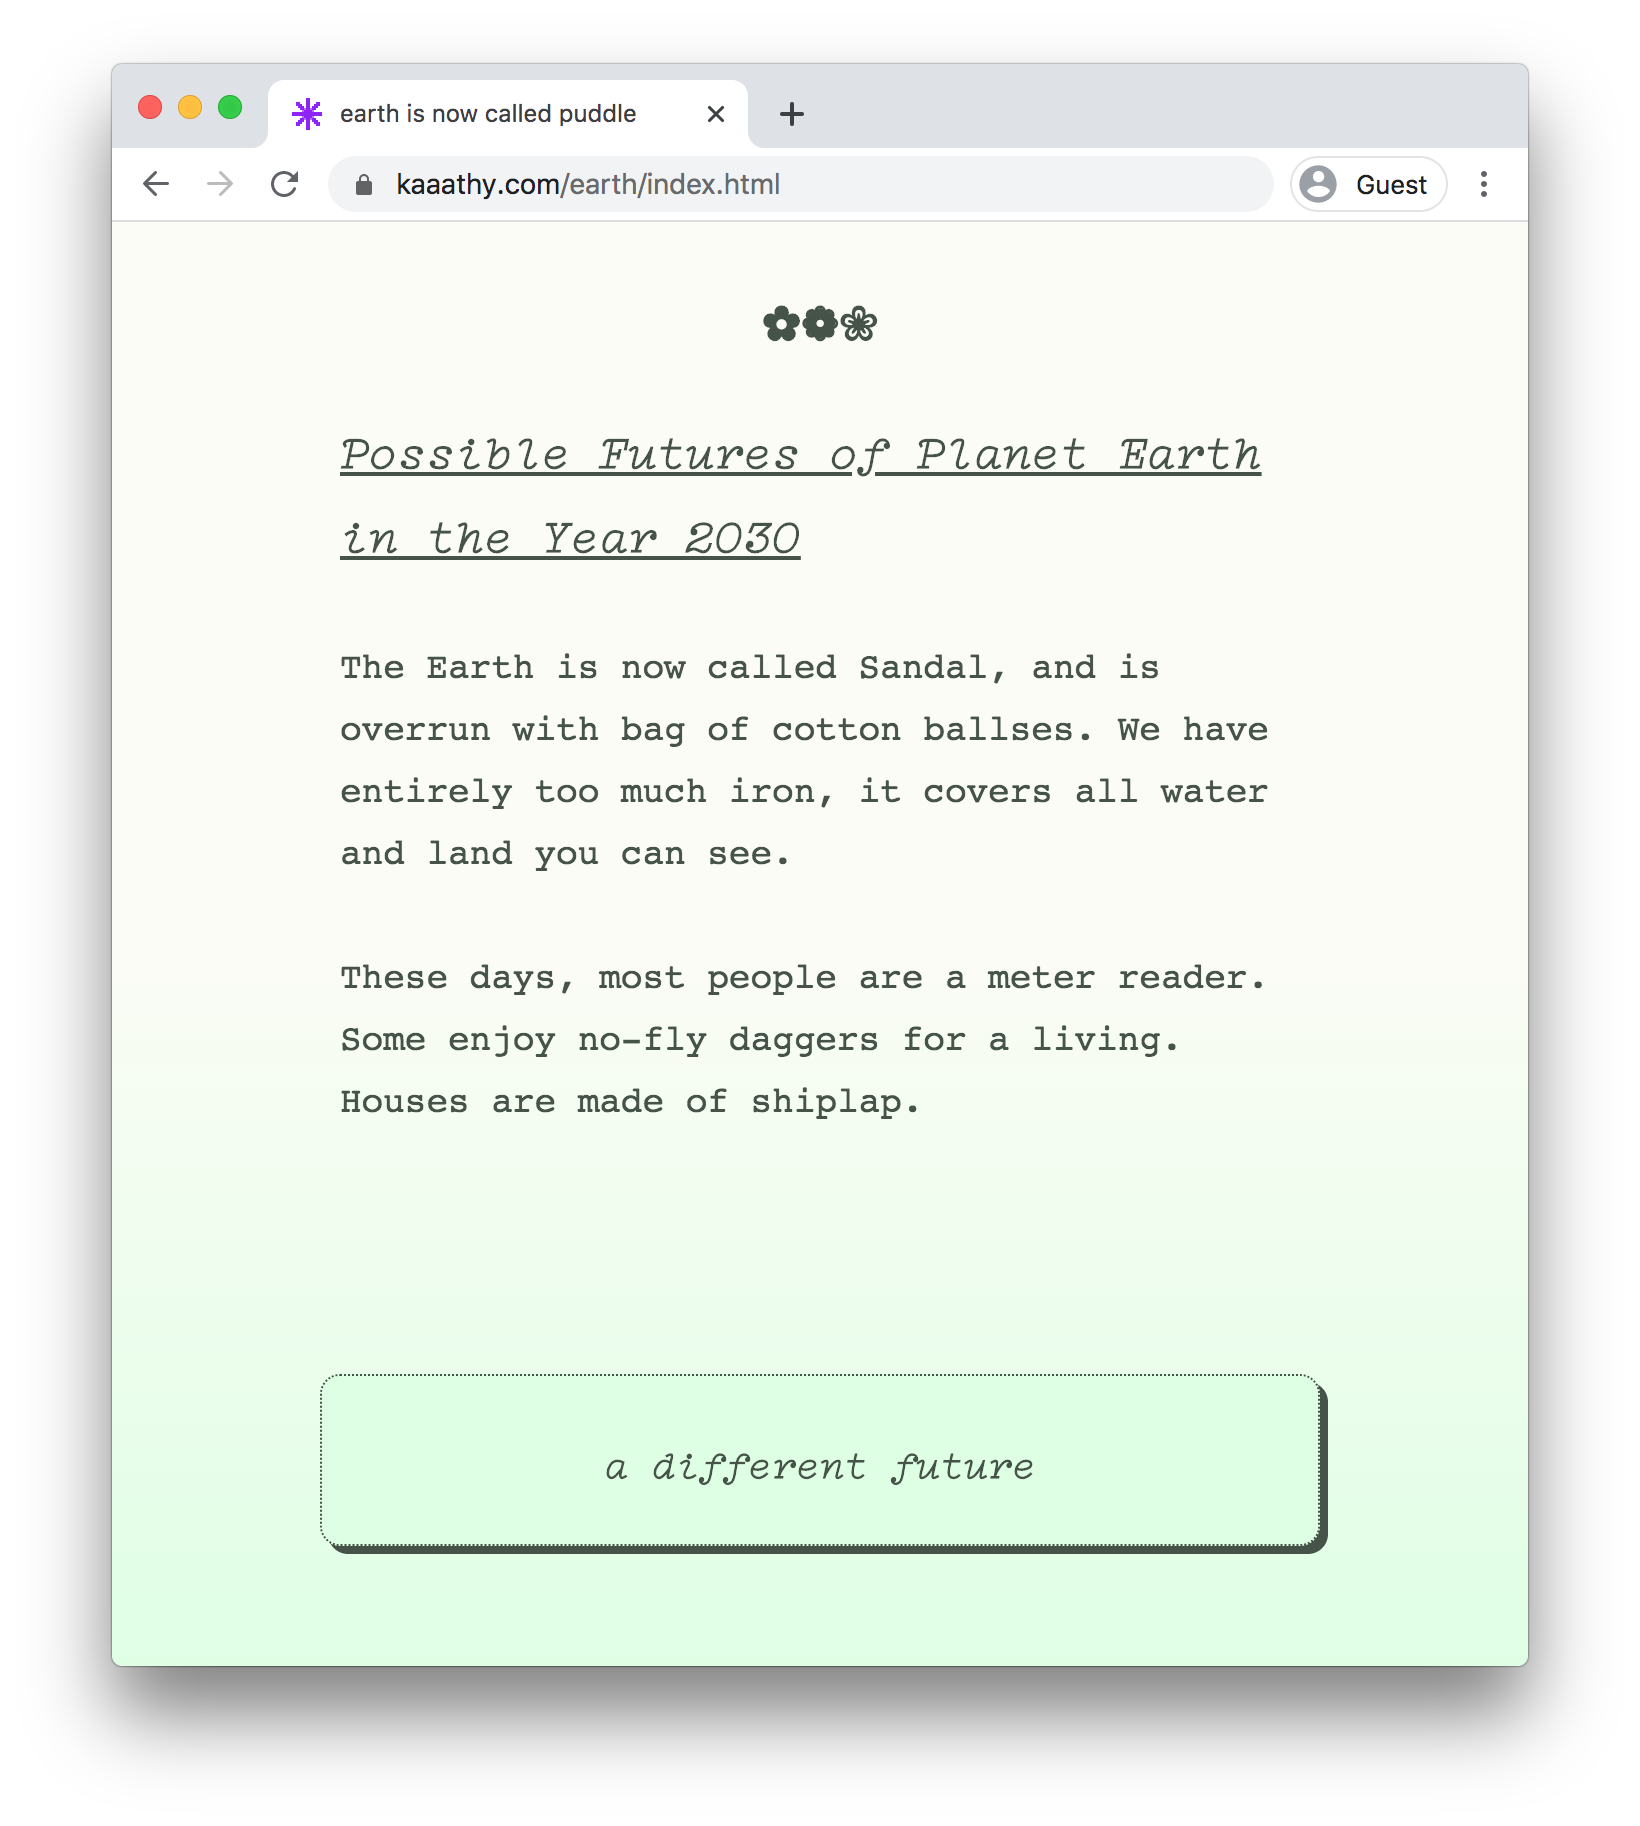 earth is now called puddle
kaaathy.com/earth/index.html
Guest
✿❁❀
Possible Futures of Planet Earth
in the Year 2030
The Earth is now called Sandal, and is
overrun with bag of cotton ballses. We have
entirely too much iron, it covers all water
and land you can see.
These days, most people are a meter reader.
Some enjoy no-fly daggers for a living.
Houses are made of shiplap.
a different future